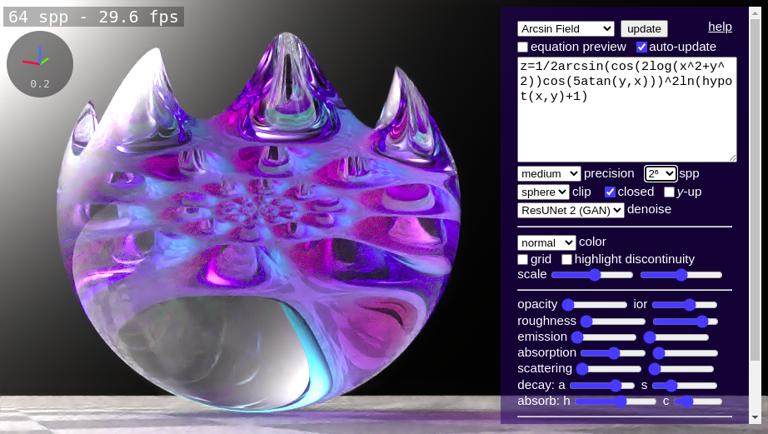 64 spp - 29.6 fps
0.2
Arcsin Field update help
equation preview auto-update
z=1/2arcsin(cos(2log(x^2+y^
2))cos(5atan(y,x)))^2ln(hypo
t(x,y)+1)
medium precision 2⁶ spp
sphere clip closed y-up
ResUNet 2 (GAN) denoise
normal color
grid highlight discontinuity
scale
opacity ior
roughness
emission
absorption
scattering
decay: a s
absorb: h c